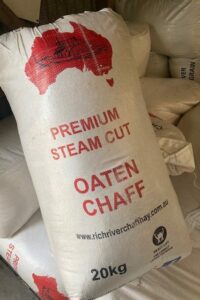 PREMIUM
STEAM CUT
OATEN
CHAFF
www.richriverchaffhay.com.au
20kg